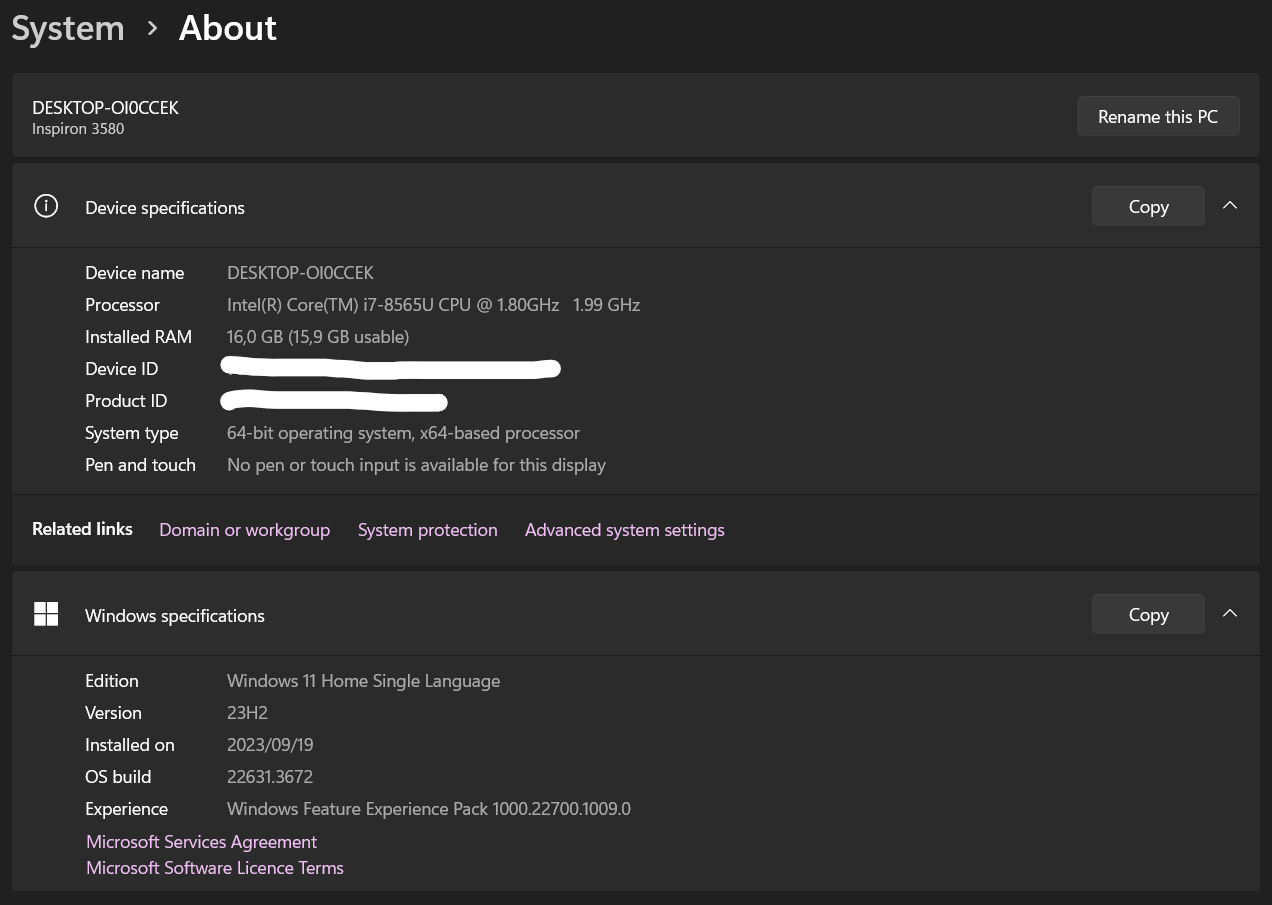 System > About
DESKTOP-OI0CCEK
Inspiron 3580
Rename this PC
Device specifications
Copy
Device name DESKTOP-OI0CCEK
Processor Intel(R) Core(TM) i7-8565U CPU @ 1.80GHz 1.99 GHz
Installed RAM 16,0 GB (15,9 GB usable)
Device ID
Product ID
System type 64-bit operating system, x64-based processor
Pen and touch No pen or touch input is available for this display
Related links Domain or workgroup System protection Advanced system settings
Windows specifications
Copy
Edition Windows 11 Home Single Language
Version 23H2
Installed on 2023/09/19
OS build 22631.3672
Experience Windows Feature Experience Pack 1000.22700.1009.0
Microsoft Services Agreement
Microsoft Software Licence Terms